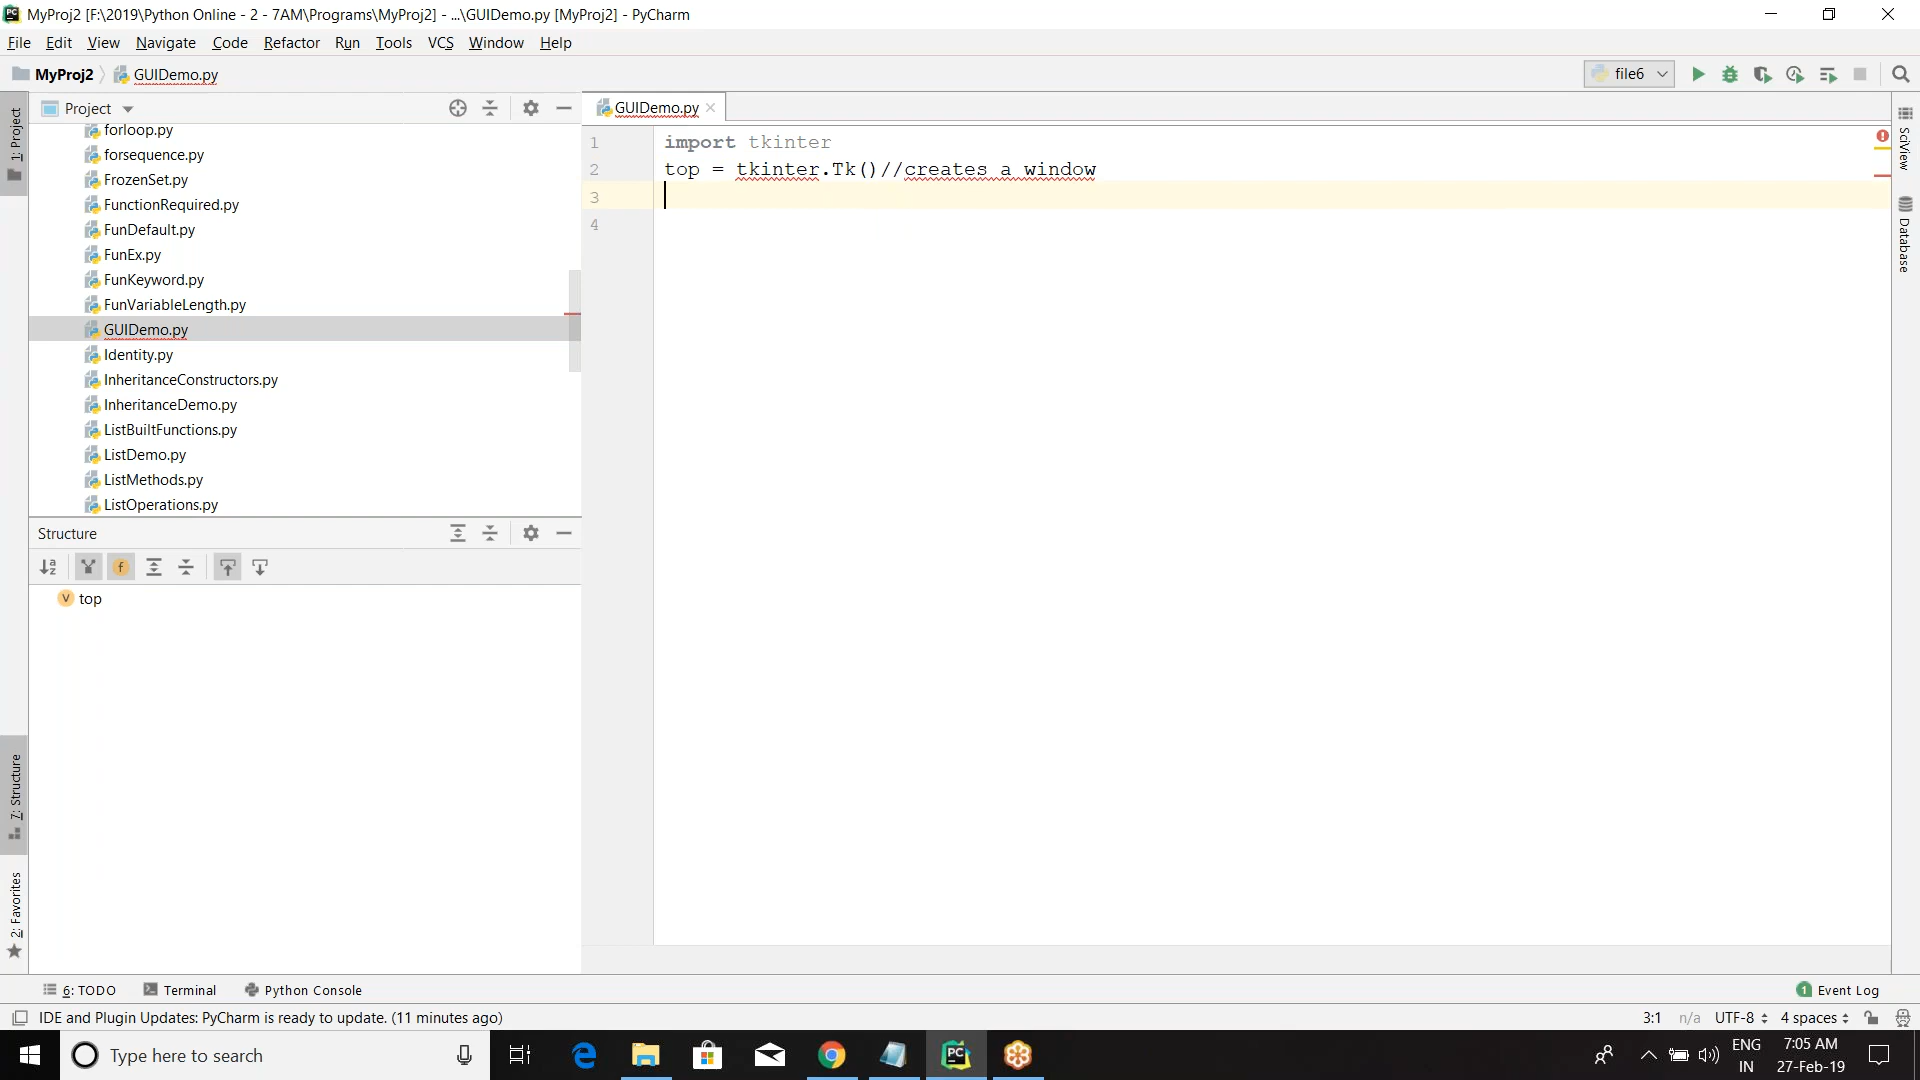 MyProj2 [F:\2019\Python Online - 2 - 7AM\Programs\MyProj2] - ...\GUIDemo.py [MyProj2] - PyCharm
File Edit View Navigate Code Refactor Run Tools VCS Window Help
MyProj2 GUIDemo.py file6
1: Project
Project
GUIDemo.py
forloop.py
forsequence.py
FrozenSet.py
FunctionRequired.py
FunDefault.py
FunEx.py
FunKeyword.py
FunVariableLength.py
GUIDemo.py
Identity.py
InheritanceConstructors.py
InheritanceDemo.py
ListBuiltFunctions.py
ListDemo.py
ListMethods.py
ListOperations.py
1 import tkinter
2 top = tkinter.Tk()//creates a window
3
4
SciView
Database
Structure
top
7: Structure
2: Favorites
6: TODO Terminal Python Console 1 Event Log
IDE and Plugin Updates: PyCharm is ready to update. (11 minutes ago) 3:1 n/a UTF-8 4 spaces
Type here to search
ENG
IN
7:05 AM
27-Feb-19